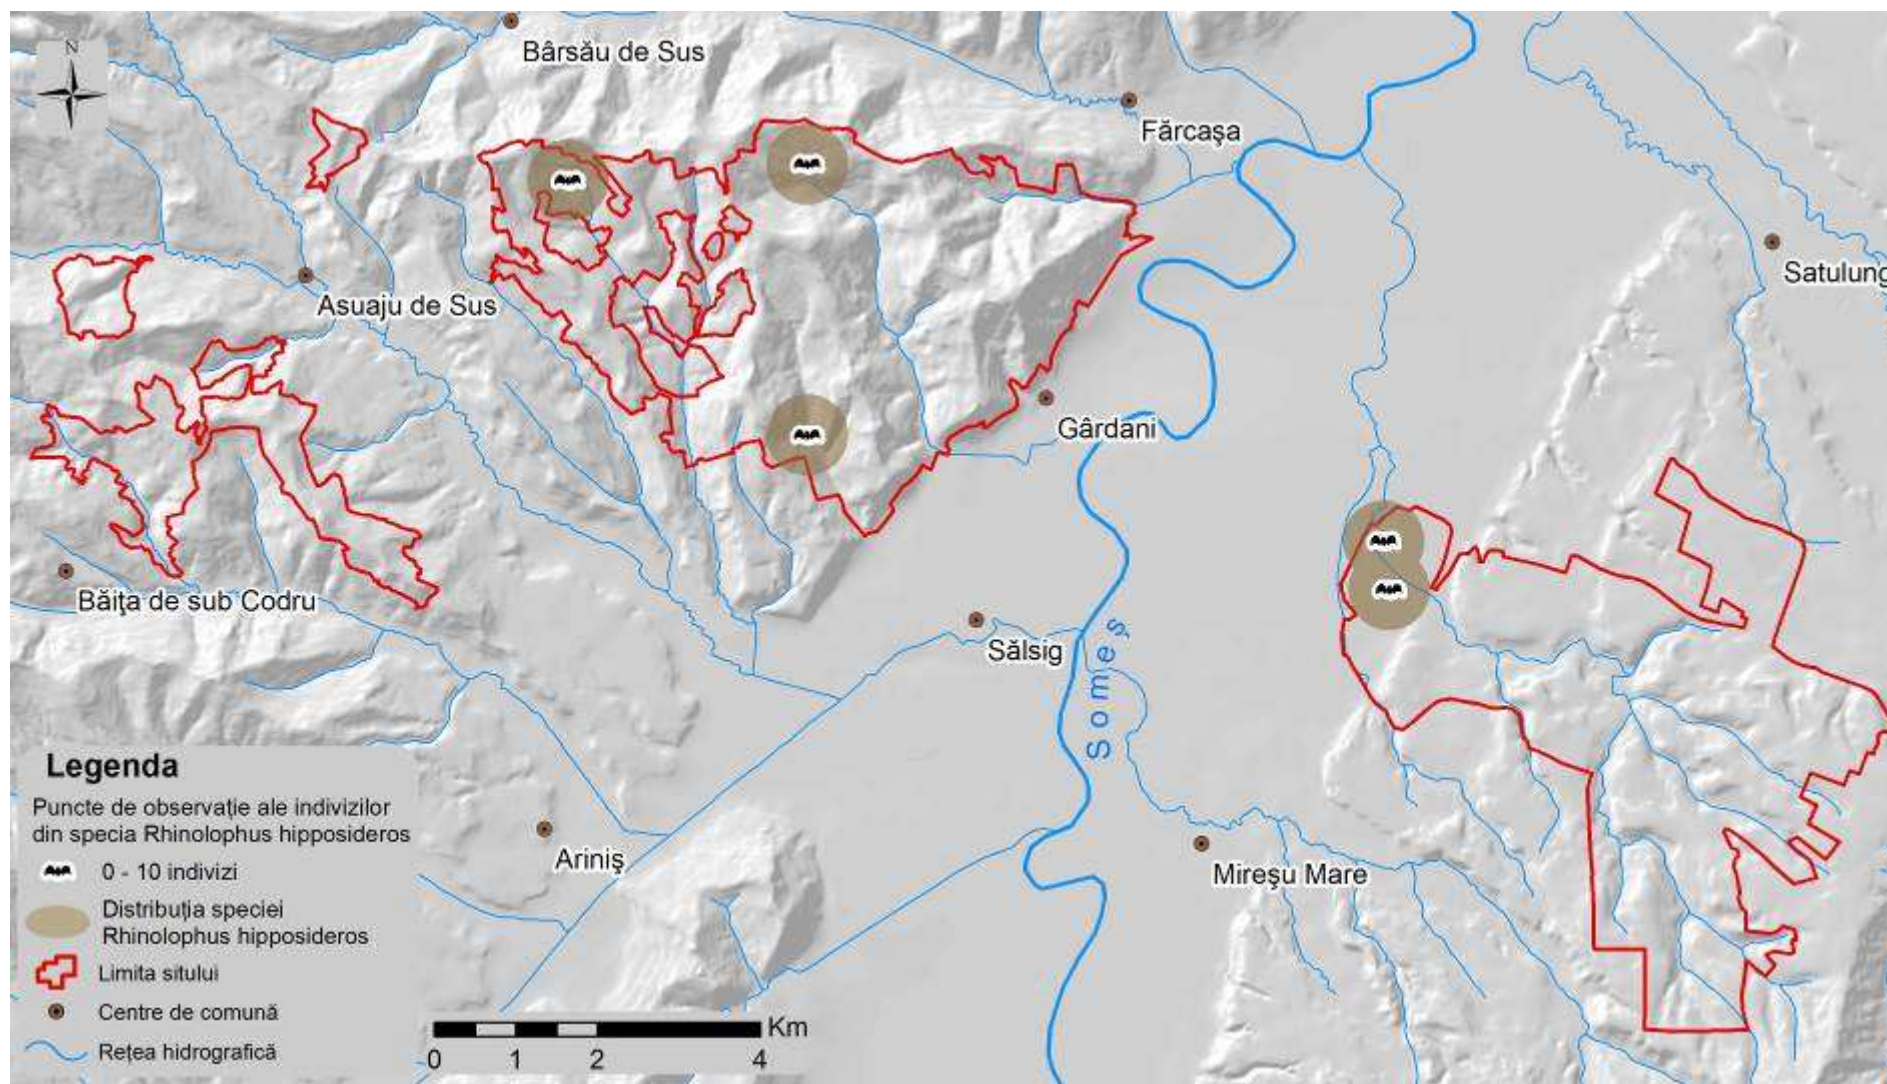 N
Bârsău de Sus
Fărcaşa
Satulung
Asuaju de Sus
Gârdani
Băiţa de sub Codru
Sălsig
Someş
Ariniş
Mireşu Mare
Legenda
Puncte de observaţie ale indivizilor
din specia Rhinolophus hipposideros
0 - 10 indivizi
Distribuţia speciei
Rhinolophus hipposideros
Limita sitului
Centre de comună
Reţea hidrografică
Km
0 1 2 4